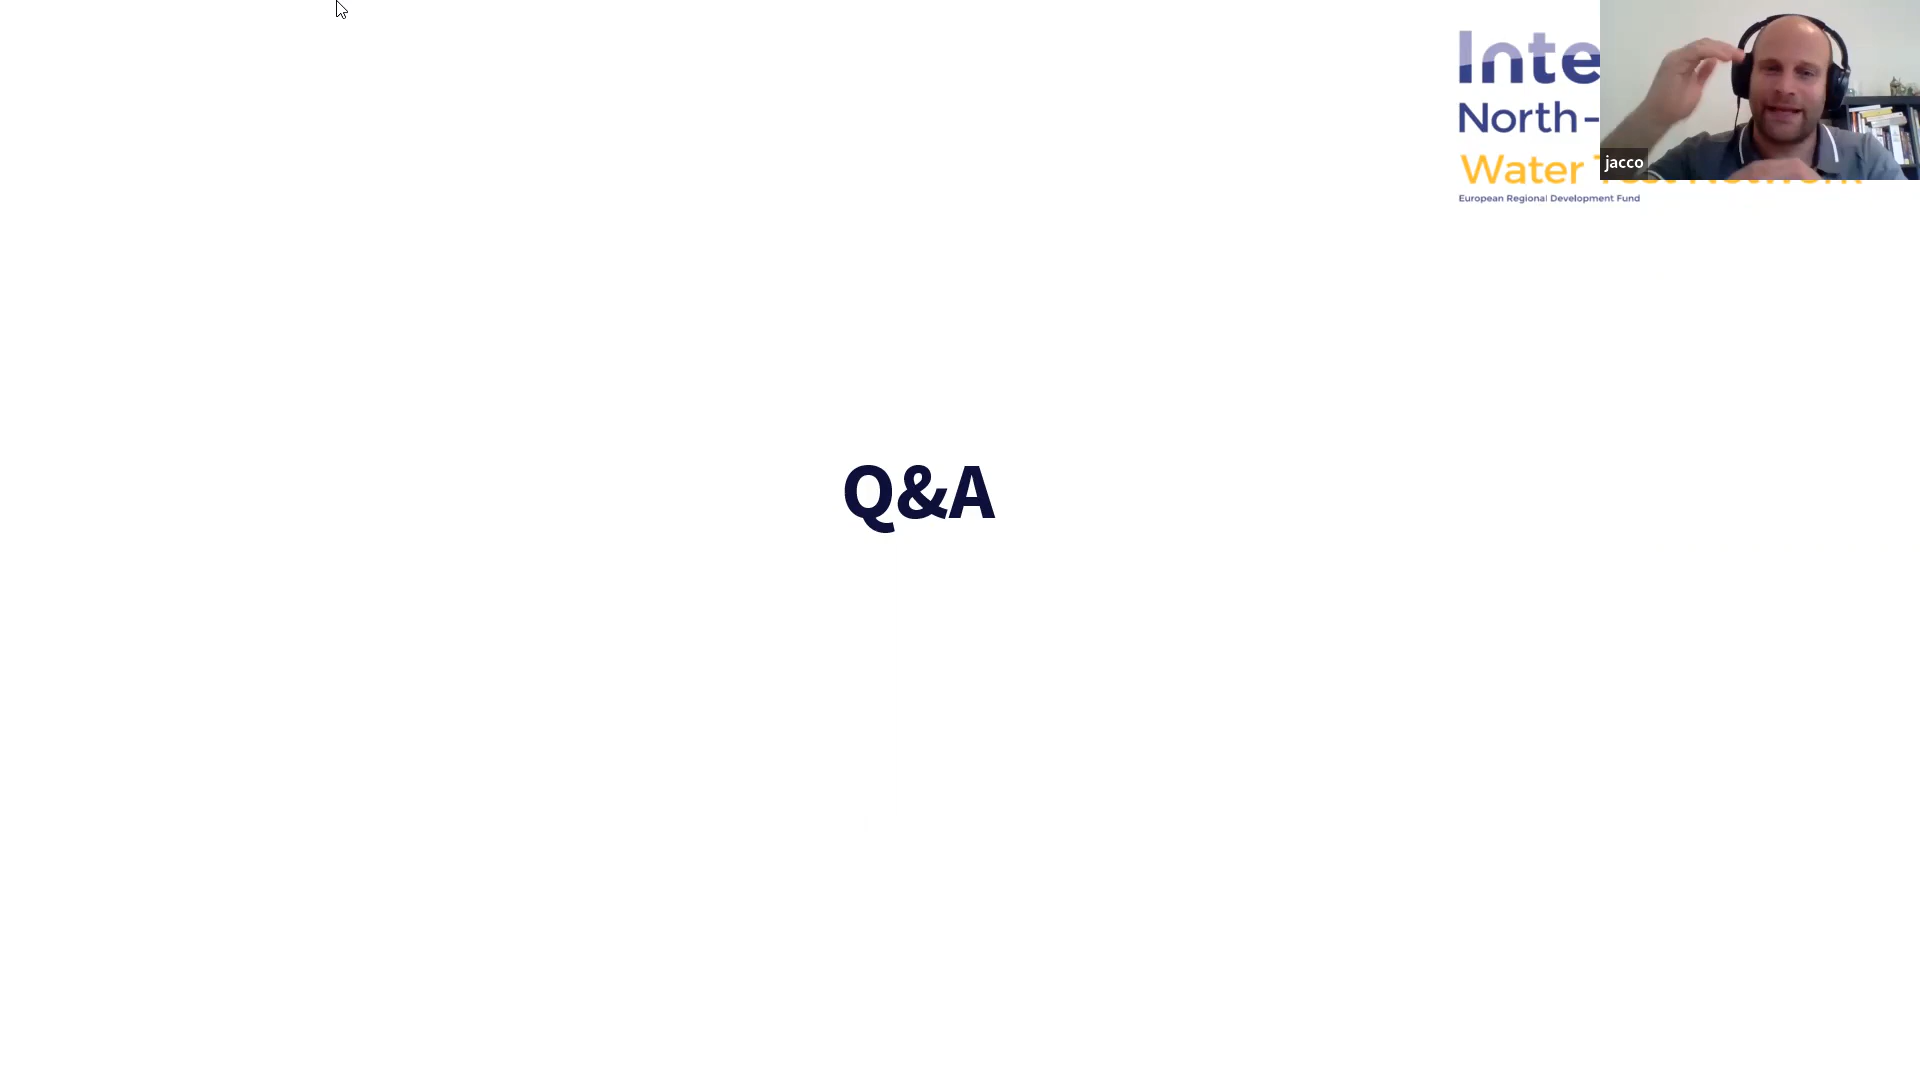 Inte
North-
Water
European Regional Development Fund
jacco
Q&A